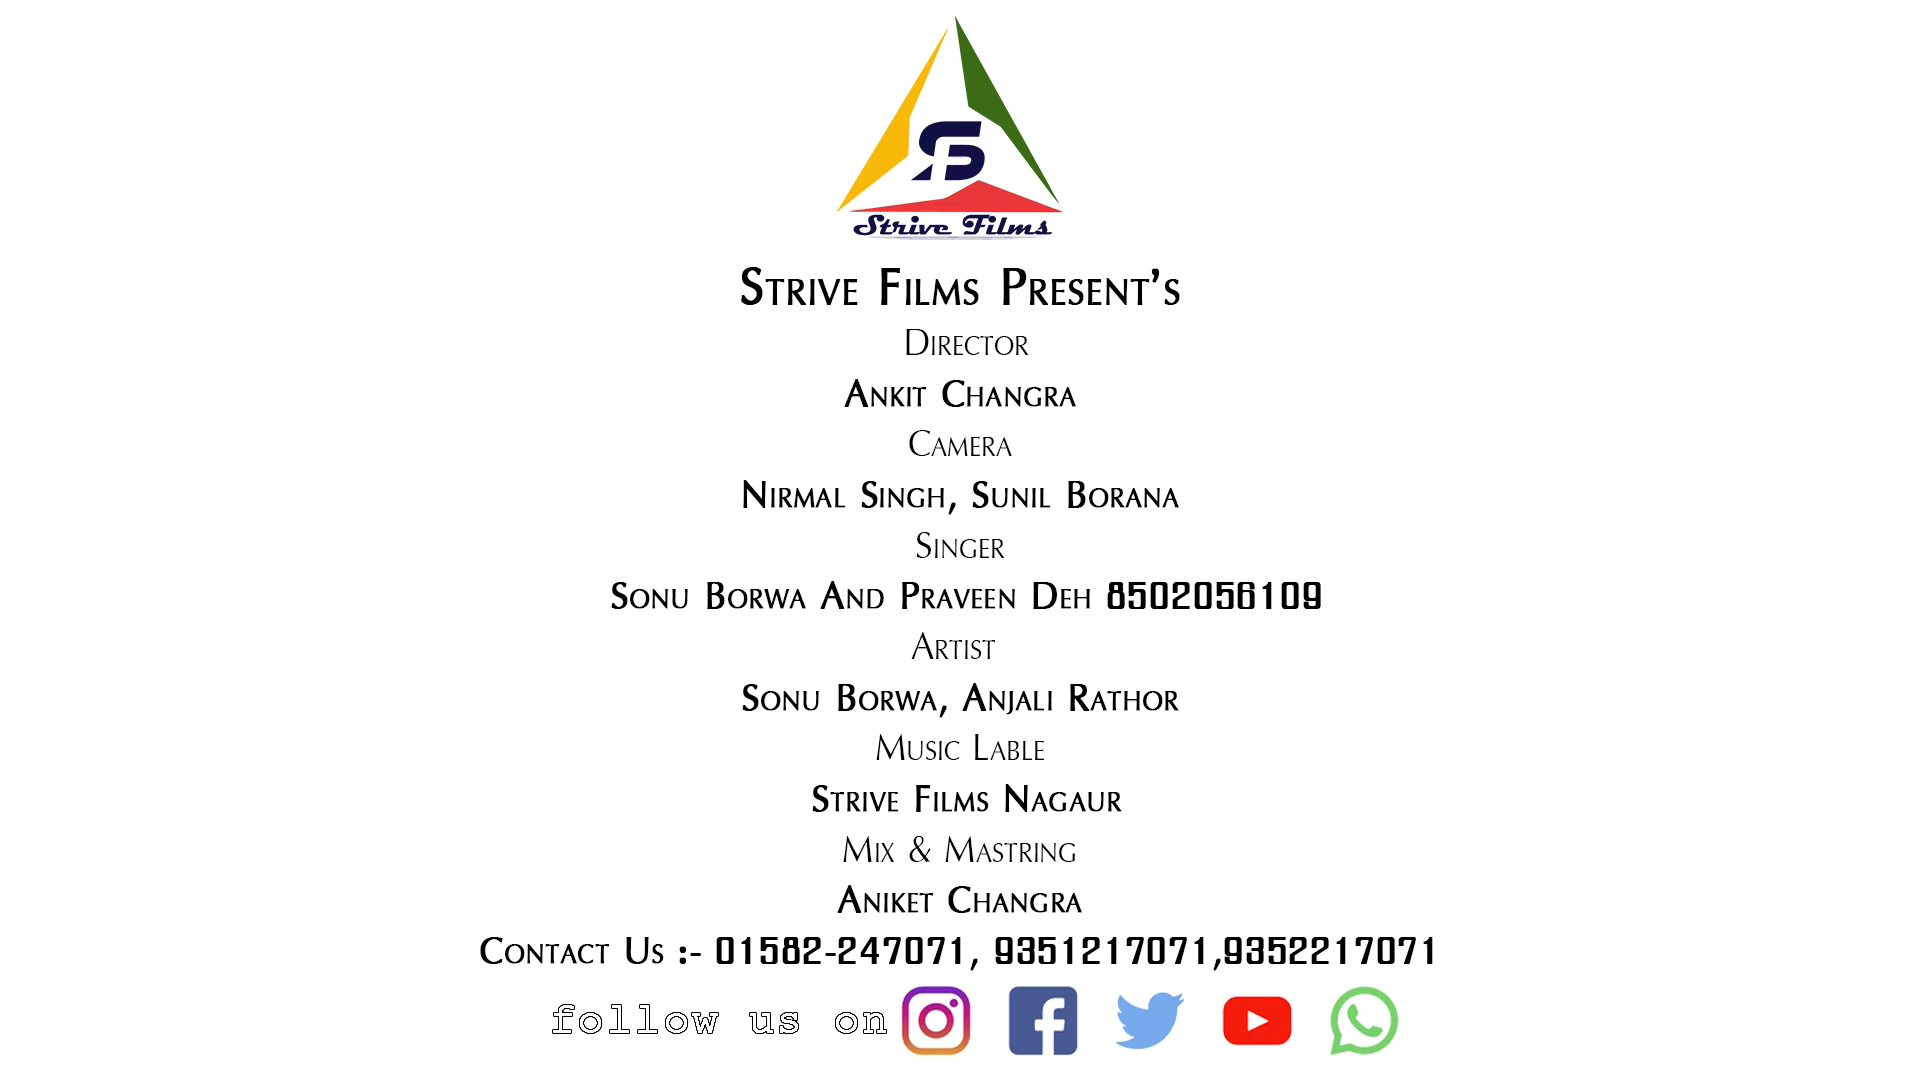 SF
Strive Films
Strive Films Present's
Director
Ankit Changra
Camera
Nirmal Singh, Sunil Borana
Singer
Sonu Borwa And Praveen Deh 8502056109
Artist
Sonu Borwa, Anjali Rathor
Music Lable
Strive Films Nagaur
Mix & Mastring
Aniket Changra
Contact Us :- 01582-247071, 9351217071,9352217071
follow us on